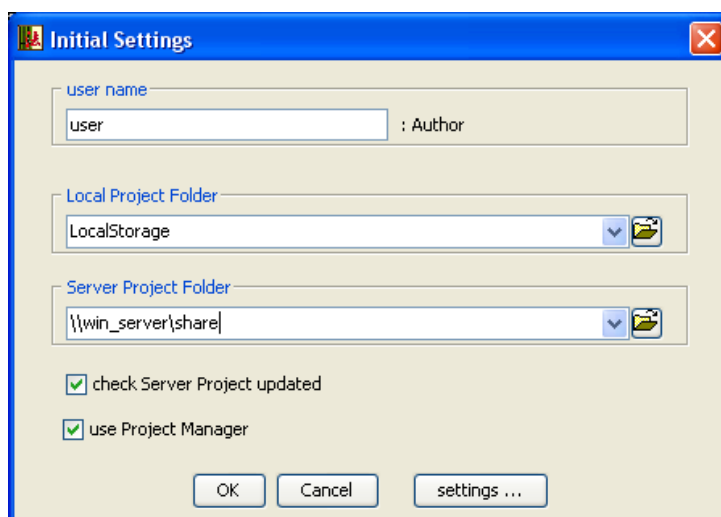 Initial Settings
user name
user : Author
Local Project Folder
LocalStorage
Server Project Folder
\\win_server\share
check Server Project updated
use Project Manager
OK Cancel settings ...